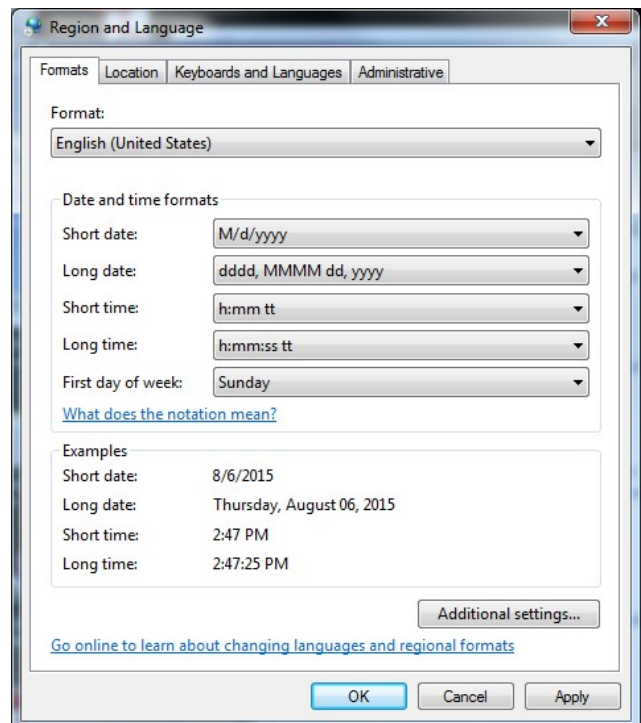 Region and Language
Formats Location Keyboards and Languages Administrative
Format:
English (United States)
Date and time formats
Short date: M/d/yyyy
Long date: dddd, MMMM dd, yyyy
Short time: h:mm tt
Long time: h:mm:ss tt
First day of week: Sunday
What does the notation mean?
Examples
Short date: 8/6/2015
Long date: Thursday, August 06, 2015
Short time: 2:47 PM
Long time: 2:47:25 PM
Additional settings...
Go online to learn about changing languages and regional formats
OK Cancel Apply